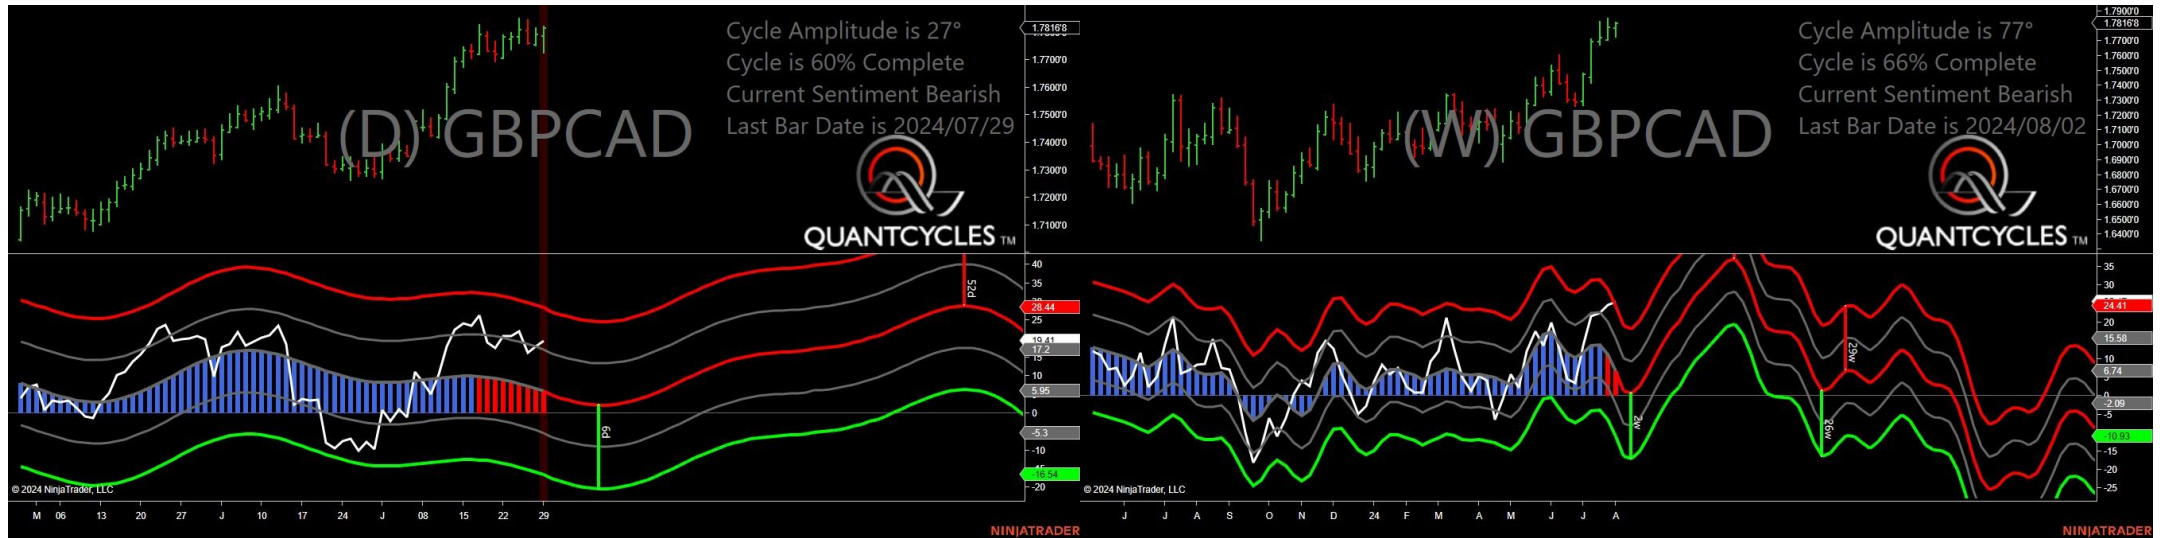 Cycle Amplitude is 27°
Cycle is 60% Complete
Current Sentiment Bearish
Last Bar Date is 2024/07/29
(D) GBPCAD
QUANTCYCLES TM
1.7816'8
1.7700'0
1.7600'0
1.7500'0
1.7400'0
1.7300'0
1.7200'0
1.7100'0
40
35
28.44
25
19.41
17.2
10
5.95
0
-5.3
-10
-16.54
-20
52d
6d
© 2024 NinjaTrader, LLC
M 06 13 20 27 J 10 17 24 J 08 15 22 29
NINJATRADER
Cycle Amplitude is 77°
Cycle is 66% Complete
Current Sentiment Bearish
Last Bar Date is 2024/08/02
(W) GBPCAD
QUANTCYCLES TM
1.7900'0
1.7816'8
1.7700'0
1.7600'0
1.7500'0
1.7400'0
1.7300'0
1.7200'0
1.7100'0
1.7000'0
1.6900'0
1.6800'0
1.6700'0
1.6600'0
1.6500'0
1.6400'0
35
24.41
20
15.58
10
6.74
-2.09
-5
-10.93
-15
-20
-25
2w
29w
26w
© 2024 NinjaTrader, LLC
J J A S O N D 24 F M A M J J A
NINJATRADER